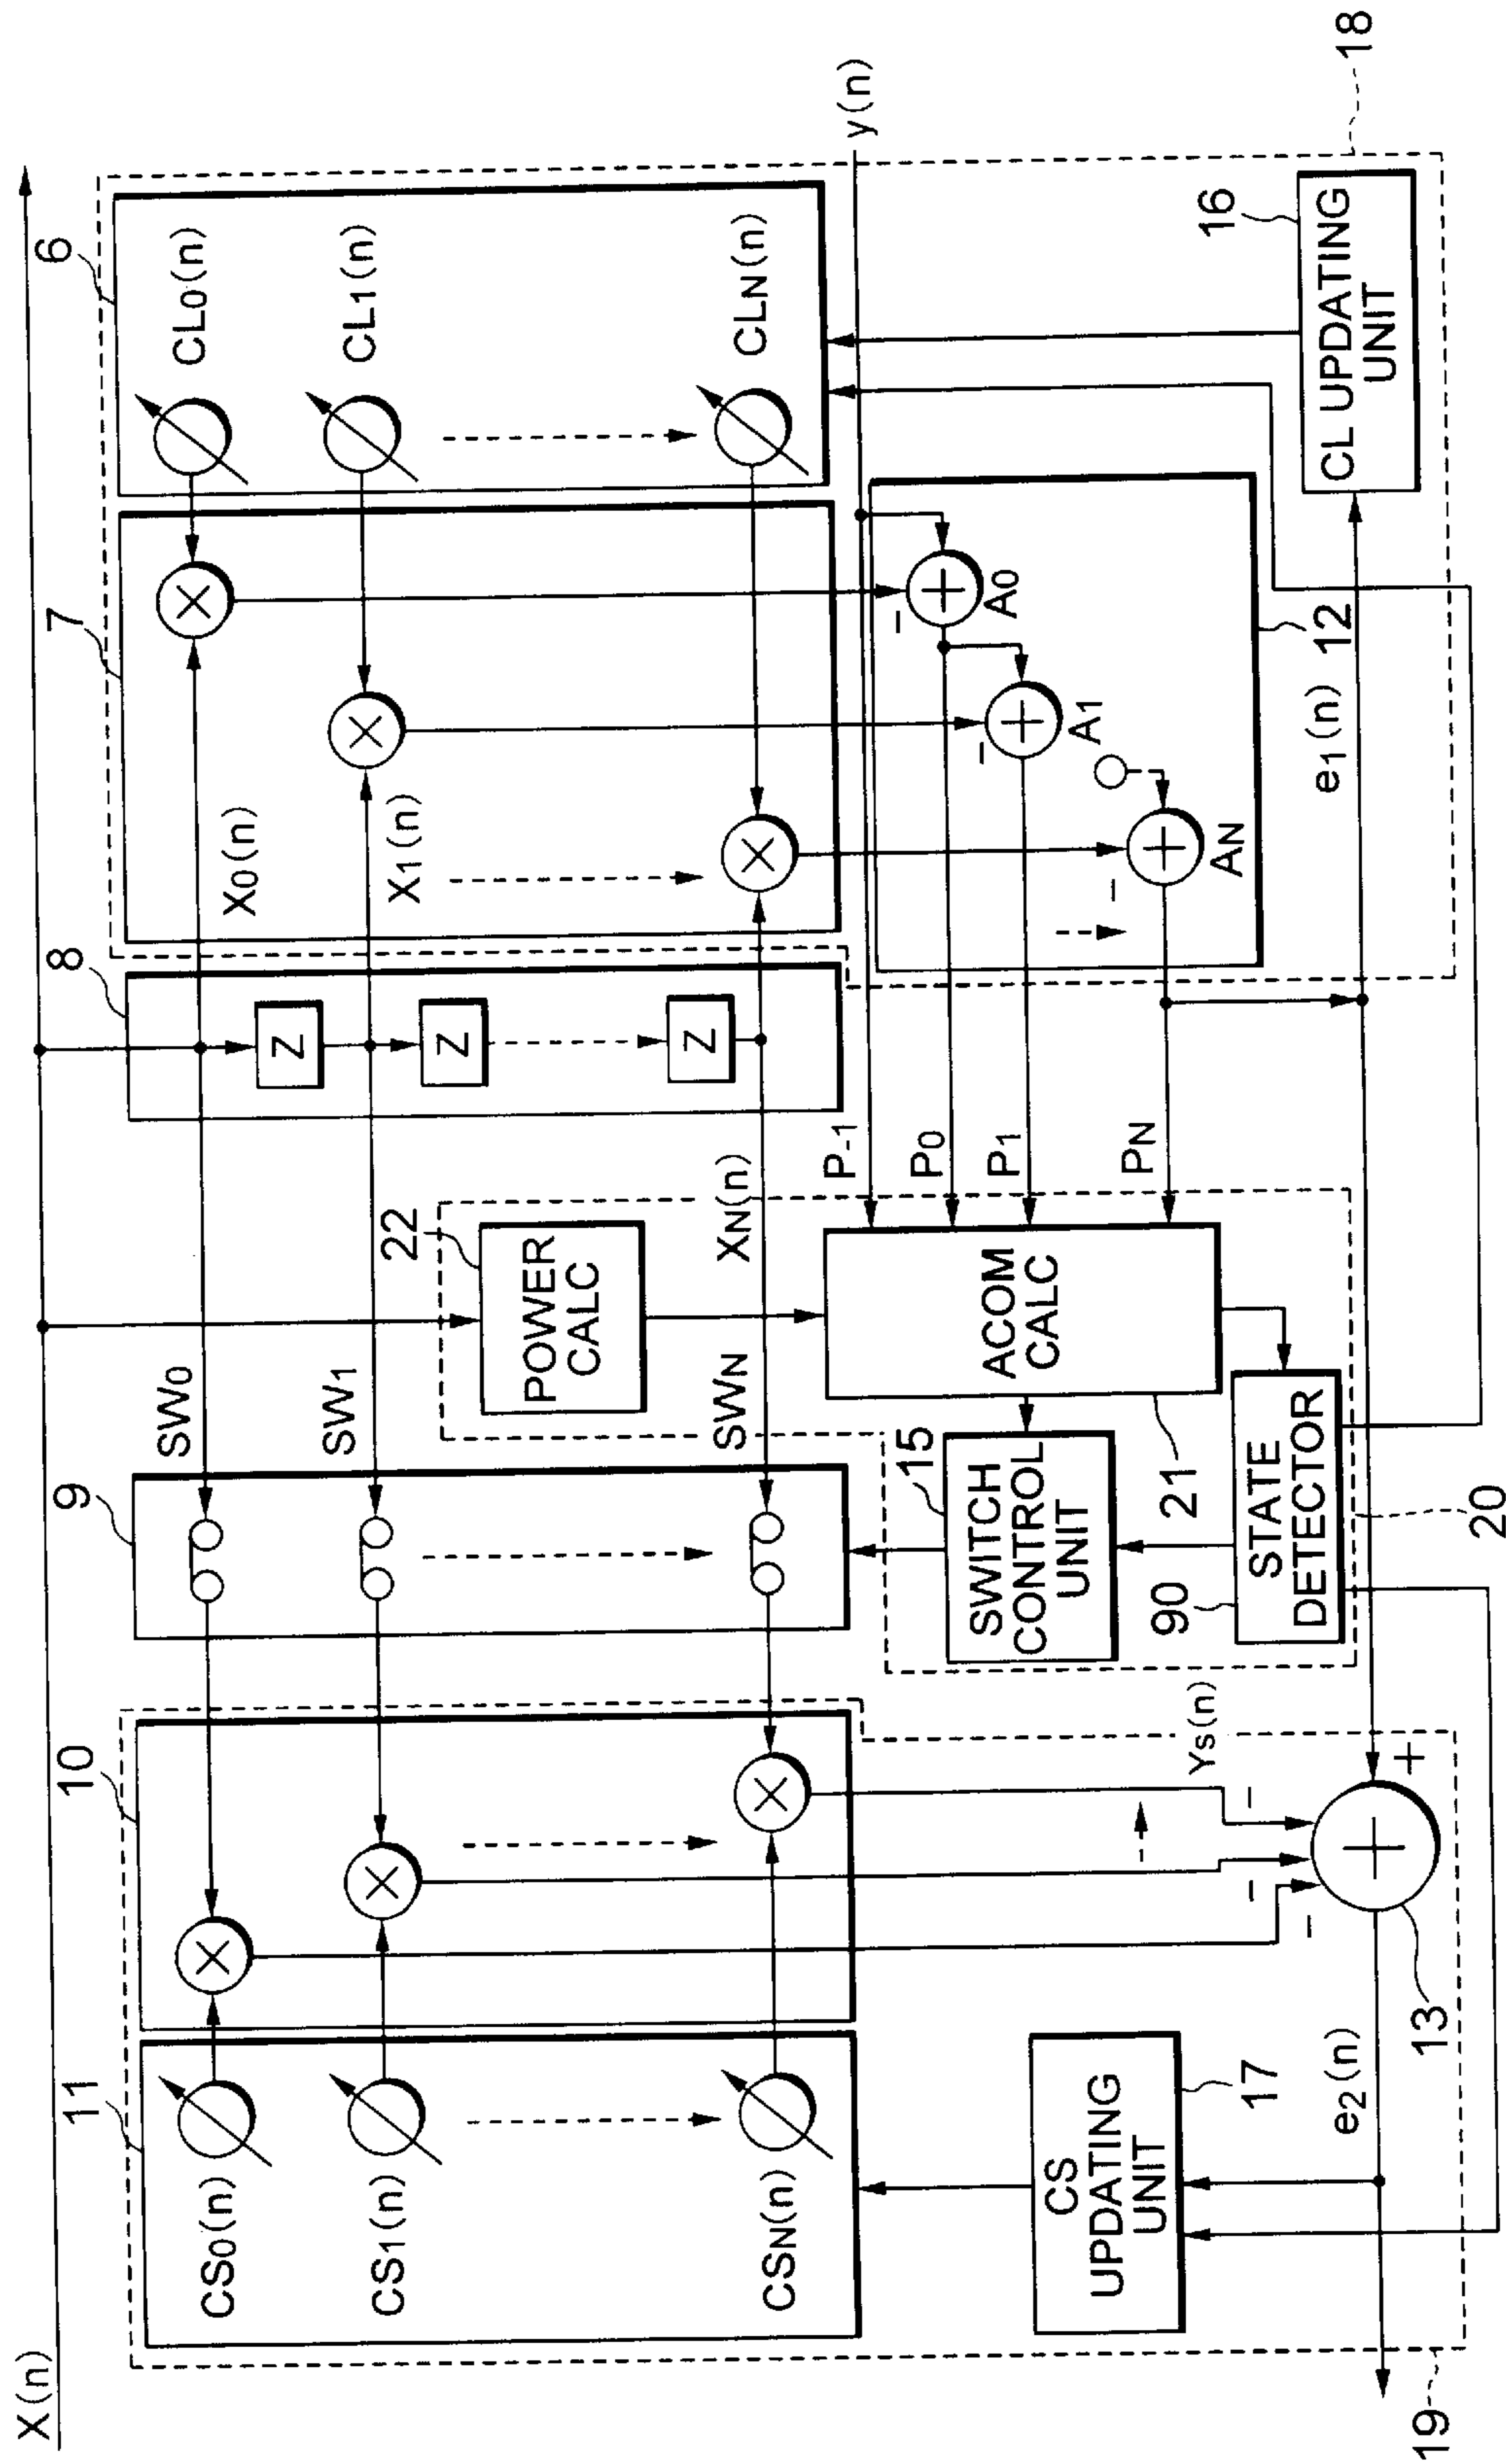 X(n)
11
10
9
8
7
6
CS0(n)
CS1(n)
CSN(n)
SW0
SW1
SWN
22
POWER
CALC
XN(n)
Z
Z
Z
X0(n)
X1(n)
CL0(n)
CL1(n)
CLN(n)
y(n)
P-1
P0
P1
PN
A0
A1
AN
12
15
SWITCH
CONTROL
UNIT
ACOM
CALC
21
90
STATE
DETECTOR
20
CS
UPDATING
UNIT
17
YS(n)
13
e2(n)
e1(n)
16
CL UPDATING
UNIT
18
19